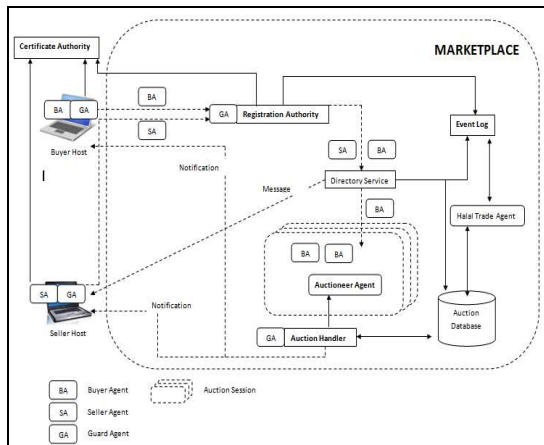 MARKETPLACE
Certificate Authority
BA
BA GA
GA Registration Authority
SA
Event Log
Buyer Host
SA BA
Notification
Message
Directory Service
BA
Halal Trade Agent
BA BA
SA GA
Auctioneer Agent
Notification
Auction
Database
Seller Host
GA Auction Handler
BA Buyer Agent Auction Session
SA Seller Agent
GA Guard Agent